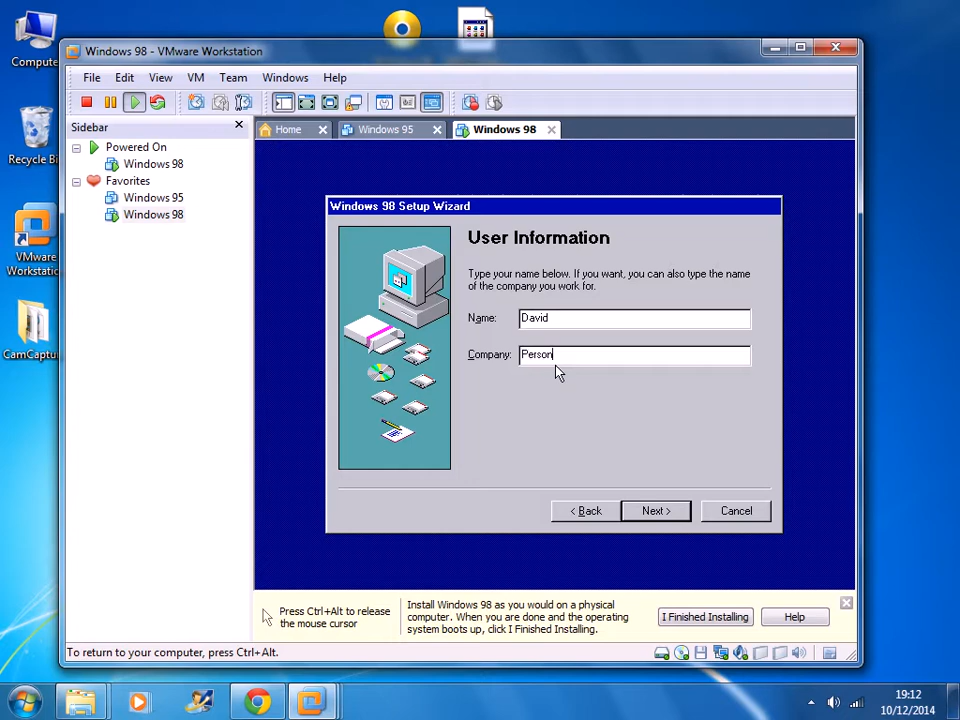 Compute
Recycle Bi
VMware
Workstatio
CamCaptur
Windows 98 - VMware Workstation
File Edit View VM Team Windows Help
Sidebar
Home
Windows 95
Windows 98
Powered On
Windows 98
Favorites
Windows 95
Windows 98
Windows 98 Setup Wizard
User Information
Type your name below. If you want, you can also type the name
of the company you work for.
Name: David
Company: Person
< Back
Next >
Cancel
Press Ctrl+Alt to release
the mouse cursor
Install Windows 98 as you would on a physical
computer. When you are done and the operating
system boots up, click I Finished Installing.
I Finished Installing
Help
To return to your computer, press Ctrl+Alt.
19:12
10/12/2014